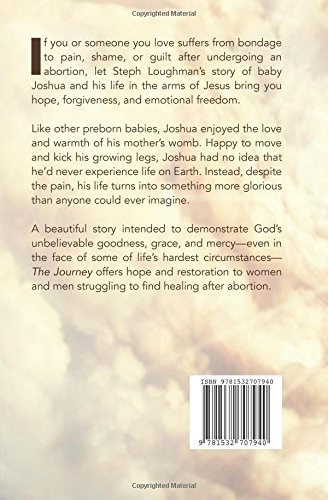 Copyrighted Material
If you or someone you love suffers from bondage
to pain, shame, or guilt after undergoing an
abortion, let Steph Loughman's story of baby
Joshua and his life in the arms of Jesus bring you
hope, forgiveness, and emotional freedom.
Like other preborn babies, Joshua enjoyed the love
and warmth of his mother's womb. Happy to move
and kick his growing legs, Joshua had no idea that
he'd never experience life on Earth. Instead, despite
the pain, his life turns into something more glorious
than anyone could ever imagine.
A beautiful story intended to demonstrate God's
unbelievable goodness, grace, and mercy—even in
the face of some of life's hardest circumstances—
The Journey offers hope and restoration to women
and men struggling to find healing after abortion.
ISBN 9781532707940
9 781532 707940
Copyrighted Material